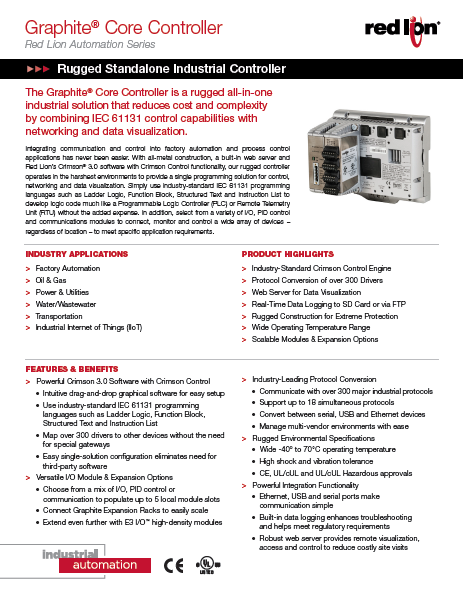 Graphite® Core Controller
Red Lion Automation Series
red lion®
Rugged Standalone Industrial Controller
The Graphite® Core Controller is a rugged all-in-one
industrial solution that reduces cost and complexity
by combining IEC 61131 control capabilities with
networking and data visualization.
Integrating communication and control into factory automation and process control
applications has never been easier. With all-metal construction, a built-in web server and
Red Lion's Crimson® 3.0 software with Crimson Control functionality, our rugged controller
operates in the harshest environments to provide a single programming solution for control,
networking and data visualization. Simply use industry-standard IEC 61131 programming
languages such as Ladder Logic, Function Block, Structured Text and Instruction List to
develop logic code much like a Programmable Logic Controller (PLC) or Remote Telemetry
Unit (RTU) without the added expense. In addition, select from a variety of I/O, PID control
and communications modules to connect, monitor and control a wide array of devices –
regardless of location – to meet specific application requirements.
INDUSTRY APPLICATIONS
> Factory Automation
> Oil & Gas
> Power & Utilities
> Water/Wastewater
> Transportation
> Industrial Internet of Things (IIoT)
PRODUCT HIGHLIGHTS
> Industry-Standard Crimson Control Engine
> Protocol Conversion of over 300 Drivers
> Web Server for Data Visualization
> Real-Time Data Logging to SD Card or via FTP
> Rugged Construction for Extreme Protection
> Wide Operating Temperature Range
> Scalable Modules & Expansion Options
FEATURES & BENEFITS
> Powerful Crimson 3.0 Software with Crimson Control
• Intuitive drag-and-drop graphical software for easy setup
• Use industry-standard IEC 61131 programming
languages such as Ladder Logic, Function Block,
Structured Text and Instruction List
• Map over 300 drivers to other devices without the need
for special gateways
• Easy single-solution configuration eliminates need for
third-party software
> Versatile I/O Module & Expansion Options
• Choose from a mix of I/O, PID control or
communication modules to populate up to 5 local module slots
• Connect Graphite Expansion Racks to easily scale
• Extend even further with E3 I/O™ high-density modules
> Industry-Leading Protocol Conversion
• Communicate with over 300 major industrial protocols
• Support up to 18 simultaneous protocols
• Convert between serial, USB and Ethernet devices
• Manage multi-vendor environments with ease
> Rugged Environmental Specifications
• Wide -40° to 70°C operating temperature
• High shock and vibration tolerance
• CE, UL/cUL and UL/cUL Hazardous approvals
> Powerful Integration Functionality
• Ethernet, USB and serial ports make
communication simple
• Built-in data logging enhances troubleshooting
and helps meet regulatory requirements
• Robust web server provides remote visualization,
access and control to reduce costly site visits
industrial
automation
CE
c UL us
LISTED